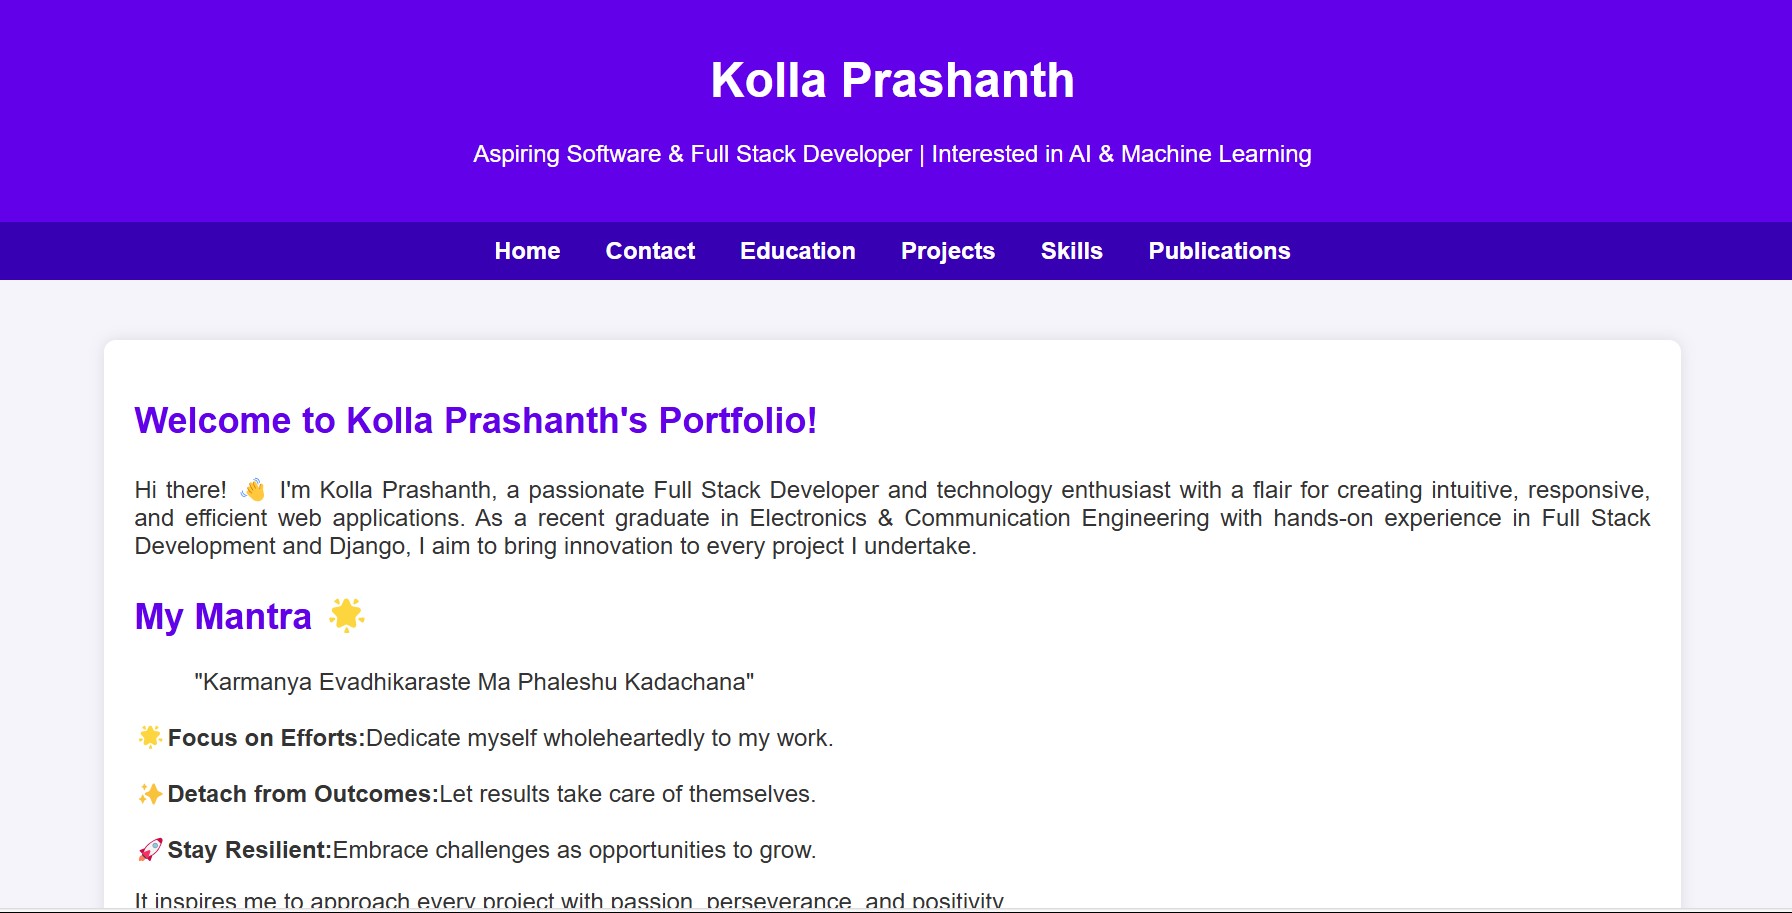 Kolla Prashanth
Aspiring Software & Full Stack Developer | Interested in AI & Machine Learning
Home Contact Education Projects Skills Publications
Welcome to Kolla Prashanth's Portfolio!
Hi there! 👋 I'm Kolla Prashanth, a passionate Full Stack Developer and technology enthusiast with a flair for creating intuitive, responsive,
and efficient web applications. As a recent graduate in Electronics & Communication Engineering with hands-on experience in Full Stack
Development and Django, I aim to bring innovation to every project I undertake.
My Mantra 🌟
"Karmanya Evadhikaraste Ma Phaleshu Kadachana"
🌟Focus on Efforts:Dedicate myself wholeheartedly to my work.
✨Detach from Outcomes:Let results take care of themselves.
🚀Stay Resilient:Embrace challenges as opportunities to grow.
It inspires me to approach every project with passion, perseverance, and positivity